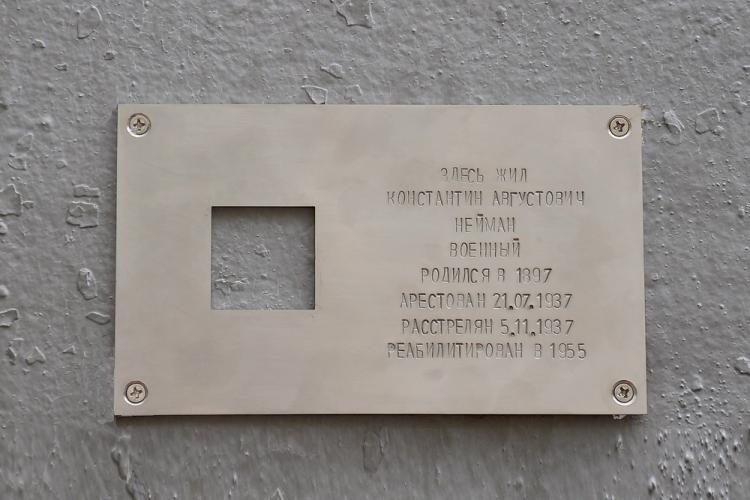 ЗДЕСЬ ЖИЛ
КОНСТАНТИН АВГУСТОВИЧ
НЕЙМАН
ВОЕННЫЙ
РОДИЛСЯ В 1897
АРЕСТОВАН 21.07.1937
РАССТРЕЛЯН 5.11.1937
РЕАБИЛИТИРОВАН В 1955